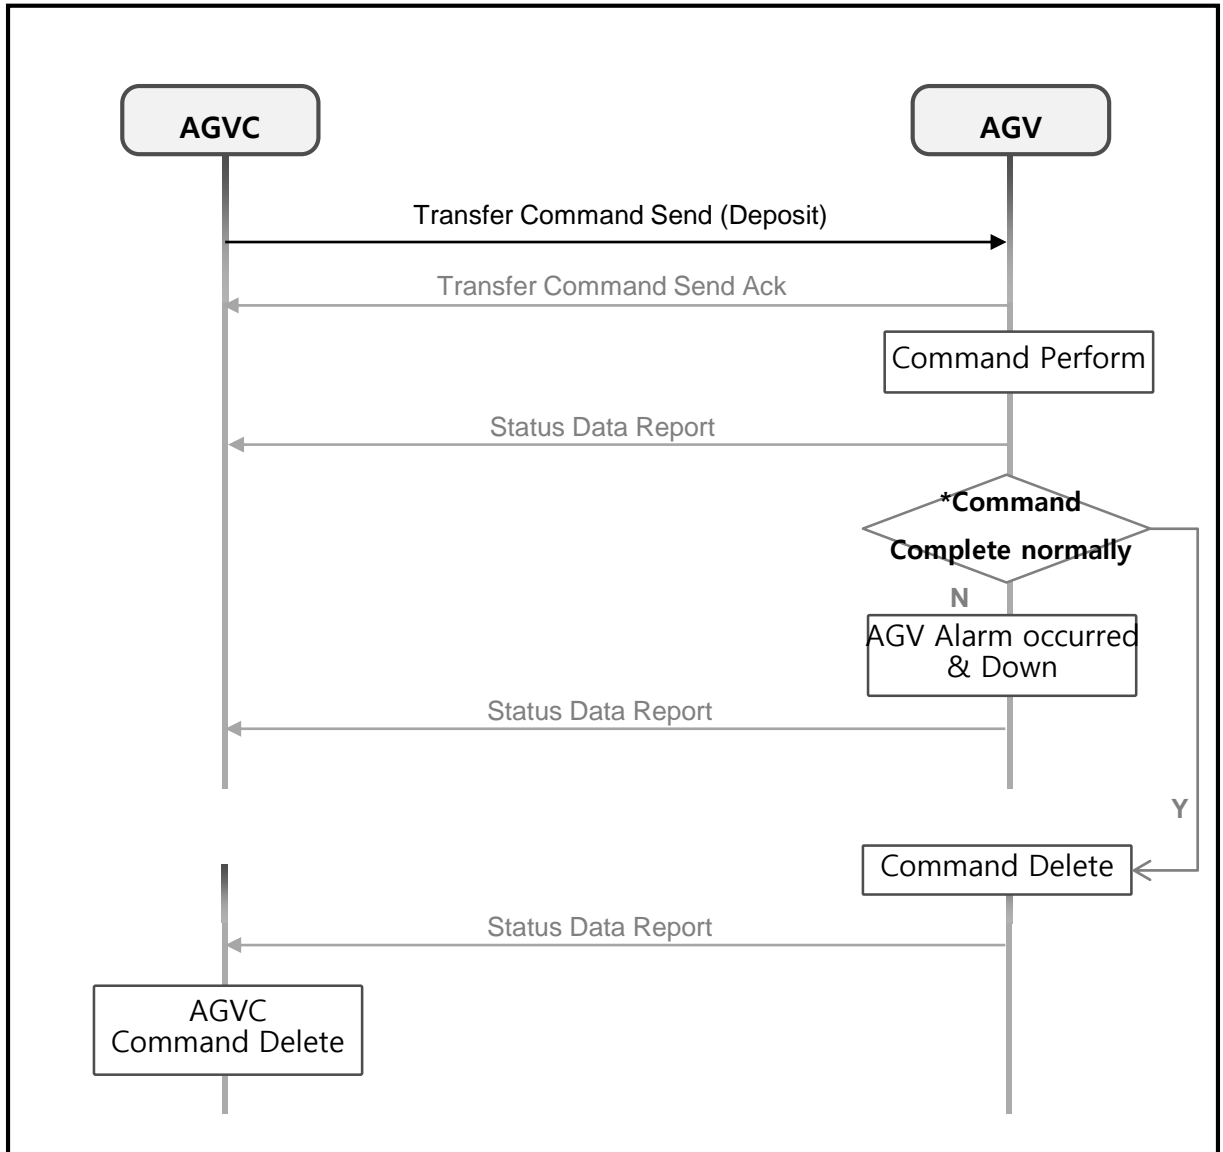 AGVC
AGV
Transfer Command Send (Deposit)
Transfer Command Send Ack
Command Perform
Status Data Report
*Command
Complete normally
N
AGV Alarm occurred
& Down
Status Data Report
Y
Command Delete
Status Data Report
AGVC
Command Delete